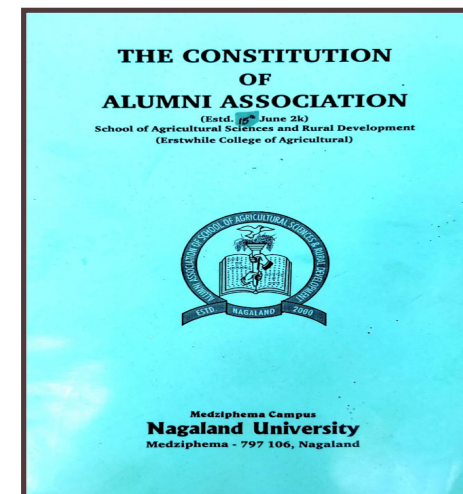 THE CONSTITUTION
OF
ALUMNI ASSOCIATION
(Estd. 15th June 2k)
School of Agricultural Sciences and Rural Development
(Erstwhile College of Agricultural)
ALUMNI ASSOCIATION OF SCHOOL OF AGRICULTURAL SCIENCES & RURAL DEVELOPMENT
ESTD. NAGALAND 2000
Medziphema Campus
Nagaland University
Medziphema - 797 106, Nagaland